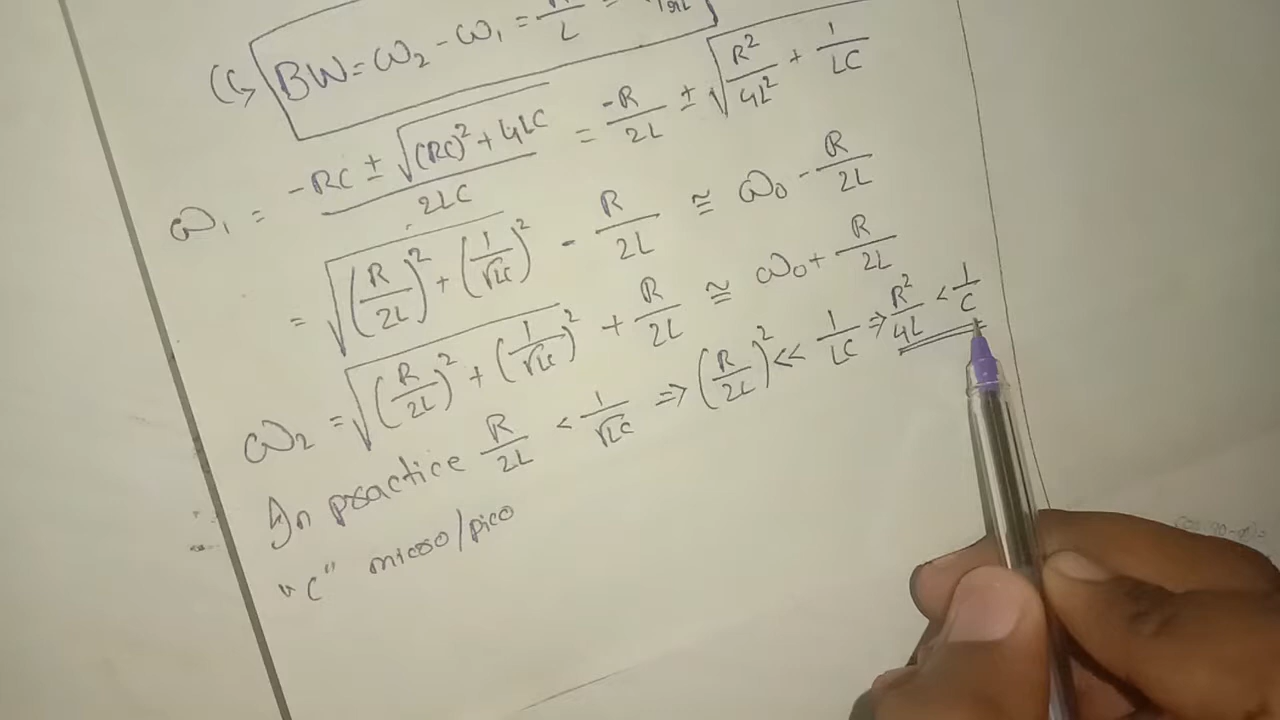 BW = ω₂ - ω₁ = R/L =
ω₁ = (-RC ± √((RC)² + 4LC)) / 2LC = -R/2L ± √(R²/4L² + 1/LC)
= √((R/2L)² + (1/√LC)²) - R/2L ≅ ω₀ - R/2L
ω₂ = √((R/2L)² + (1/√LC)²) + R/2L ≅ ω₀ + R/2L
In practice R/2L < 1/√LC ⇒ (R/2L)² << 1/LC ⇒ R²/4L < 1/C
"C" micro/pico